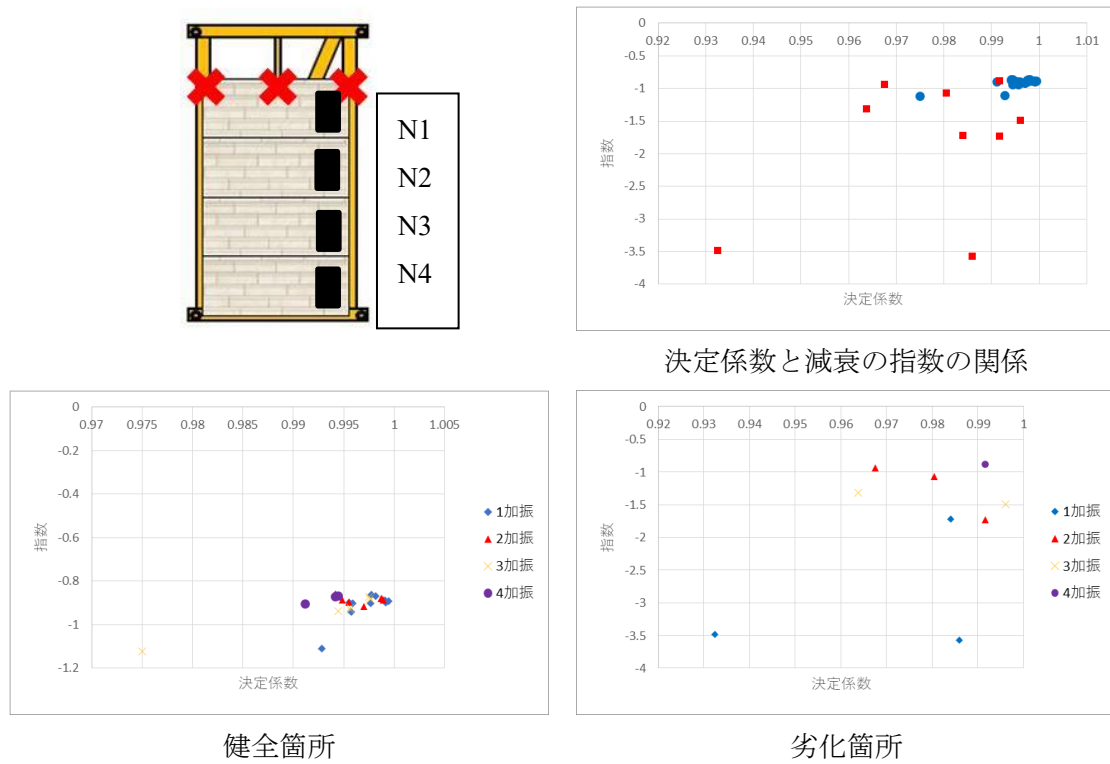 N1
N2
N3
N4
0
0.92 0.93 0.94 0.95 0.96 0.97 0.98 0.99 1 1.01
-0.5
-1
-1.5
-2
-2.5
-3
-3.5
-4
指数
決定係数
決定係数と減衰の指数の関係
0
0.97 0.975 0.98 0.985 0.99 0.995 1 1.005
-0.2
-0.4
-0.6
-0.8
-1
-1.2
指数
決定係数
1加振
2加振
3加振
4加振
健全箇所
0
0.92 0.93 0.94 0.95 0.96 0.97 0.98 0.99 1
-0.5
-1
-1.5
-2
-2.5
-3
-3.5
-4
指数
決定係数
1加振
2加振
3加振
4加振
劣化箇所